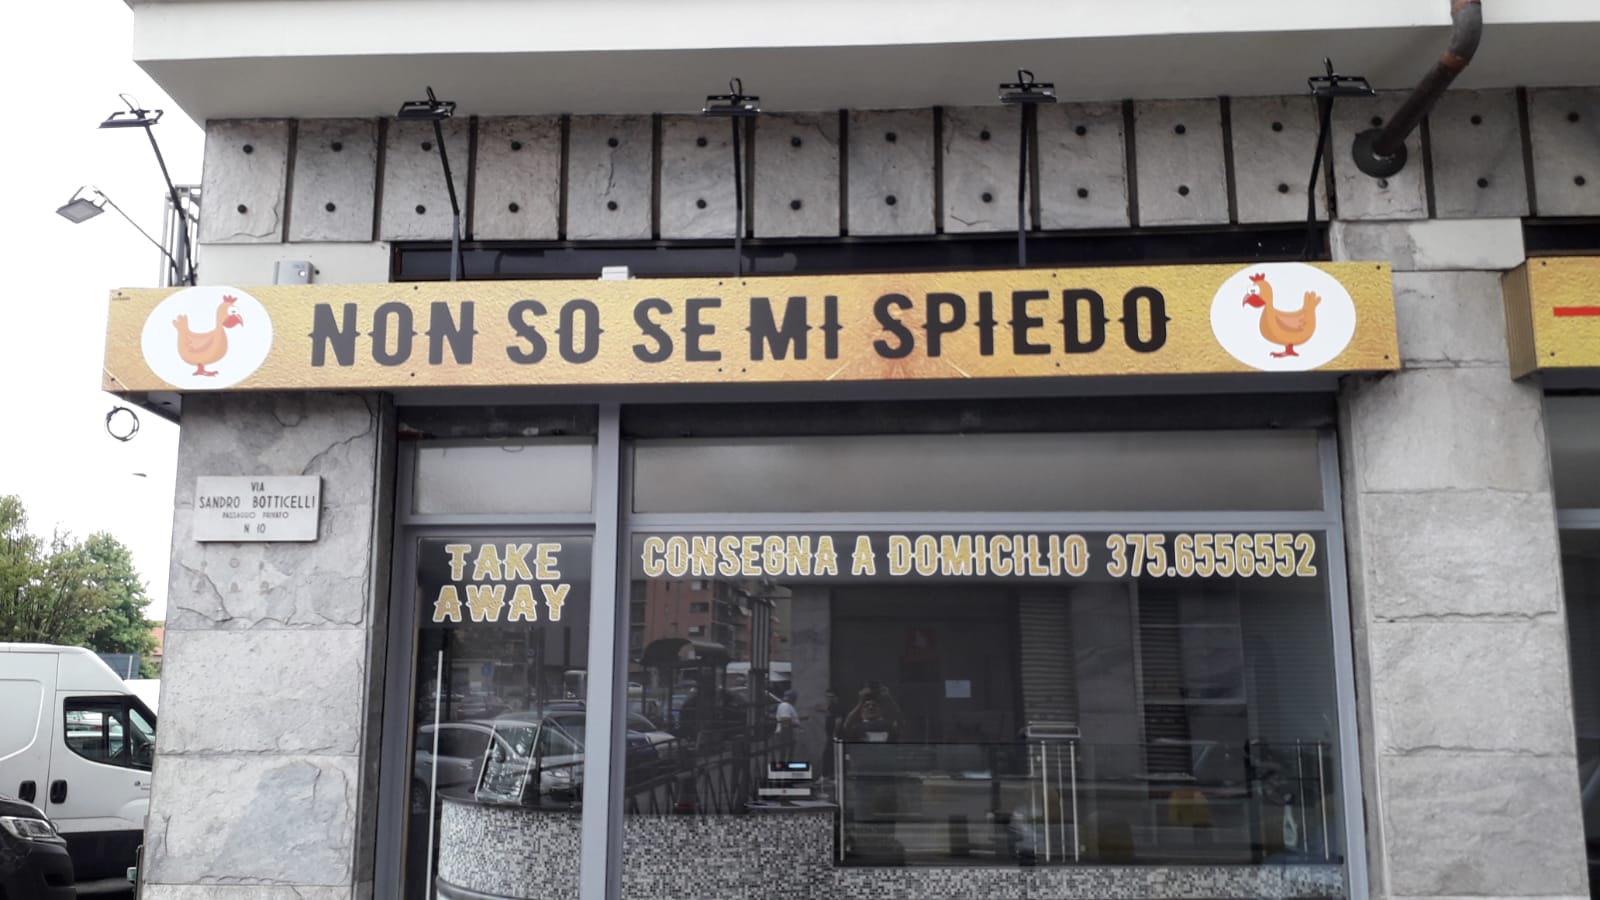 NON SO SE MI SPIEDO
VIA
SANDRO BOTTICELLI
PASSAGGIO PRIVATO
N 10
TAKE
AWAY
CONSEGNA A DOMICILIO 375.6556552